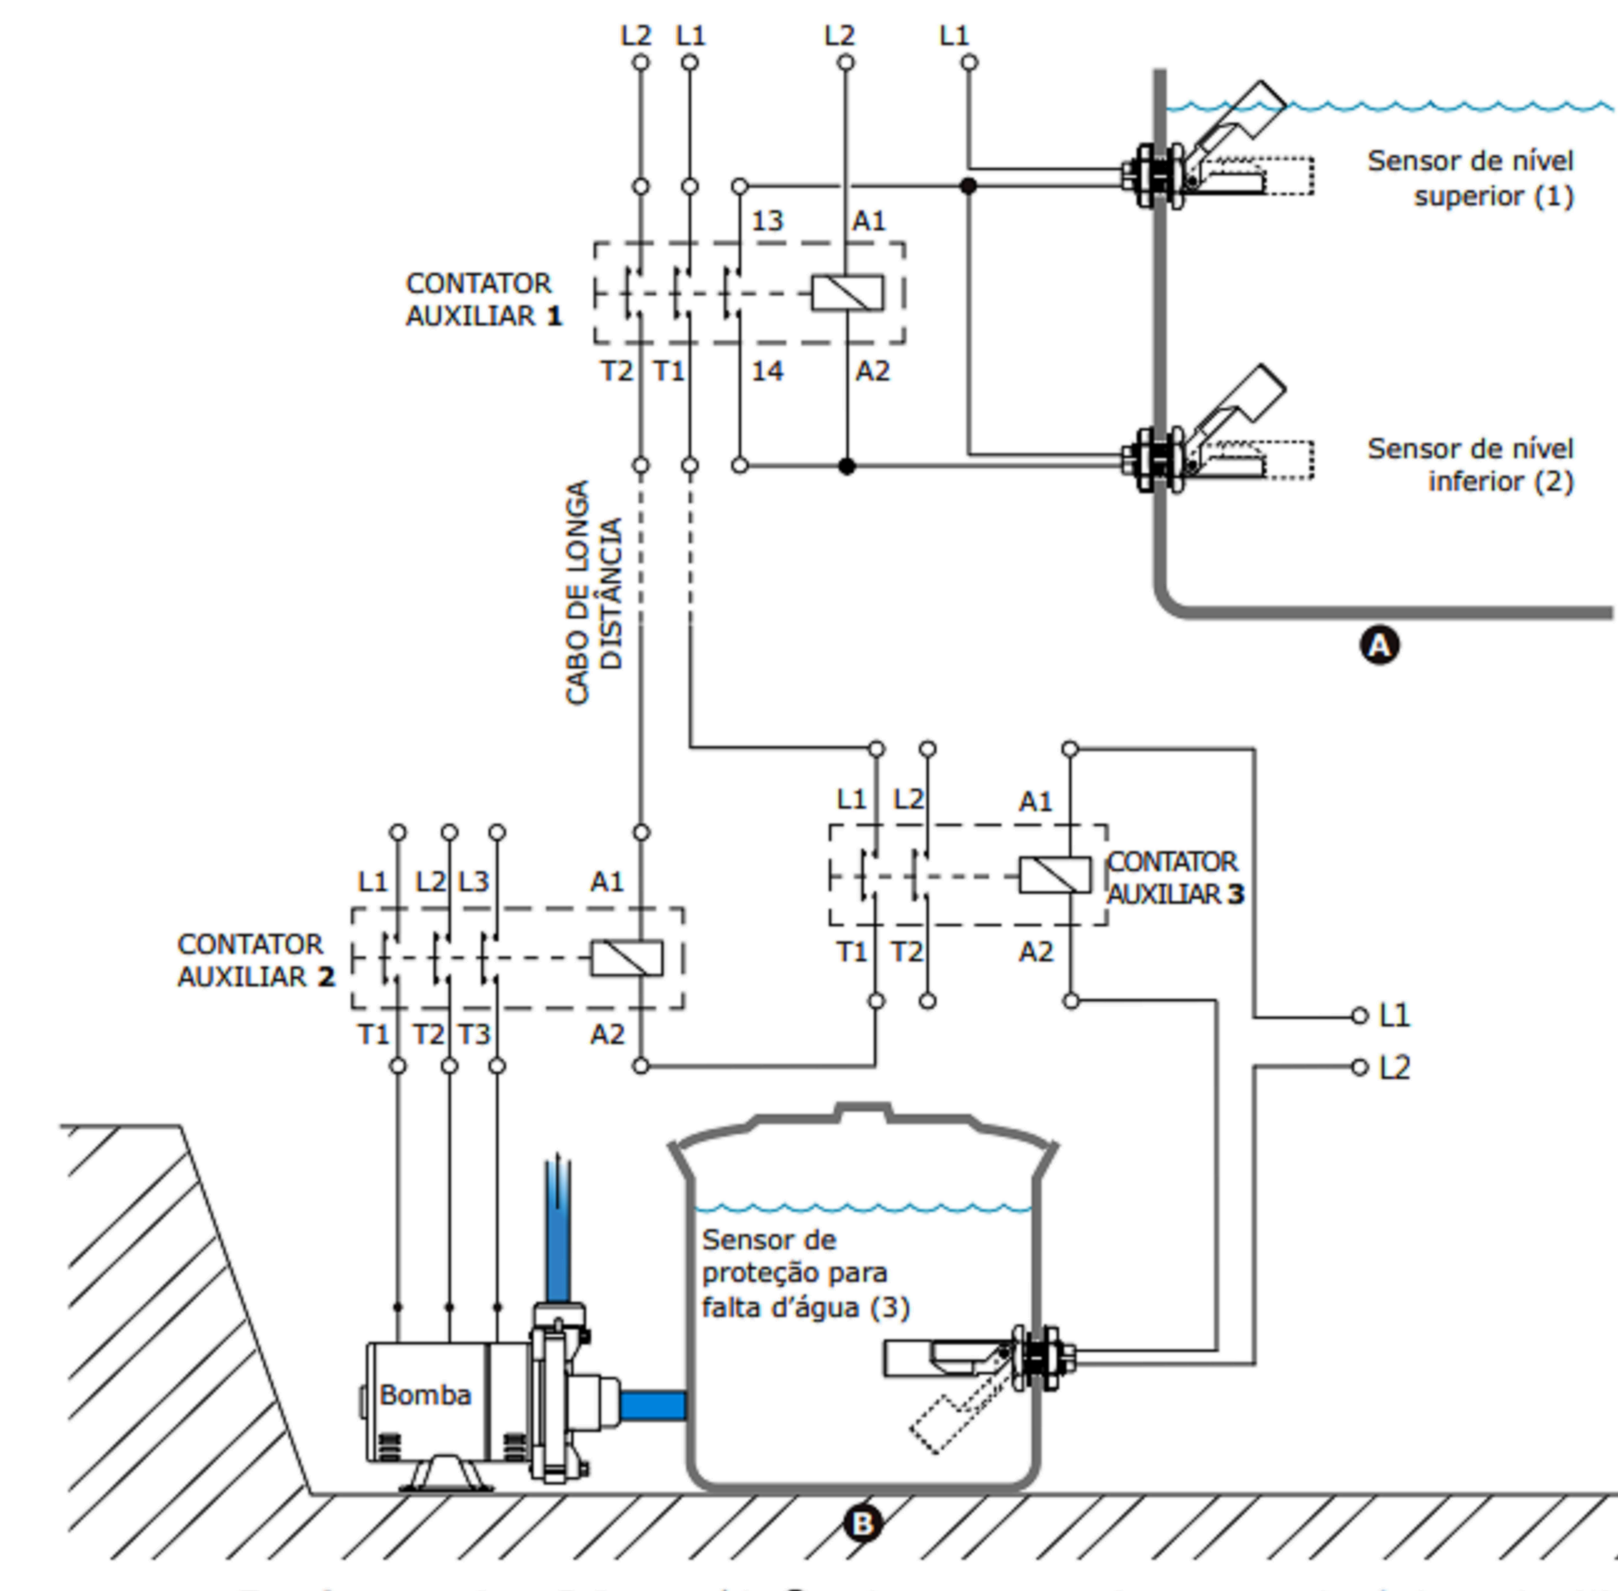 L2 L1 L2 L1
Sensor de nível
superior (1)
13 A1
CONTATOR
AUXILIAR 1
T2 T1 14 A2
Sensor de nível
inferior (2)
CABO DE LONGA
DISTÂNCIA
A
L1 L2 A1
CONTATOR
AUXILIAR 3
L1 L2 L3 A1
CONTATOR
AUXILIAR 2
T1 T2 A2
T1 T2 T3 A2
L1
L2
Sensor de
proteção para
falta d'água (3)
Bomba
B